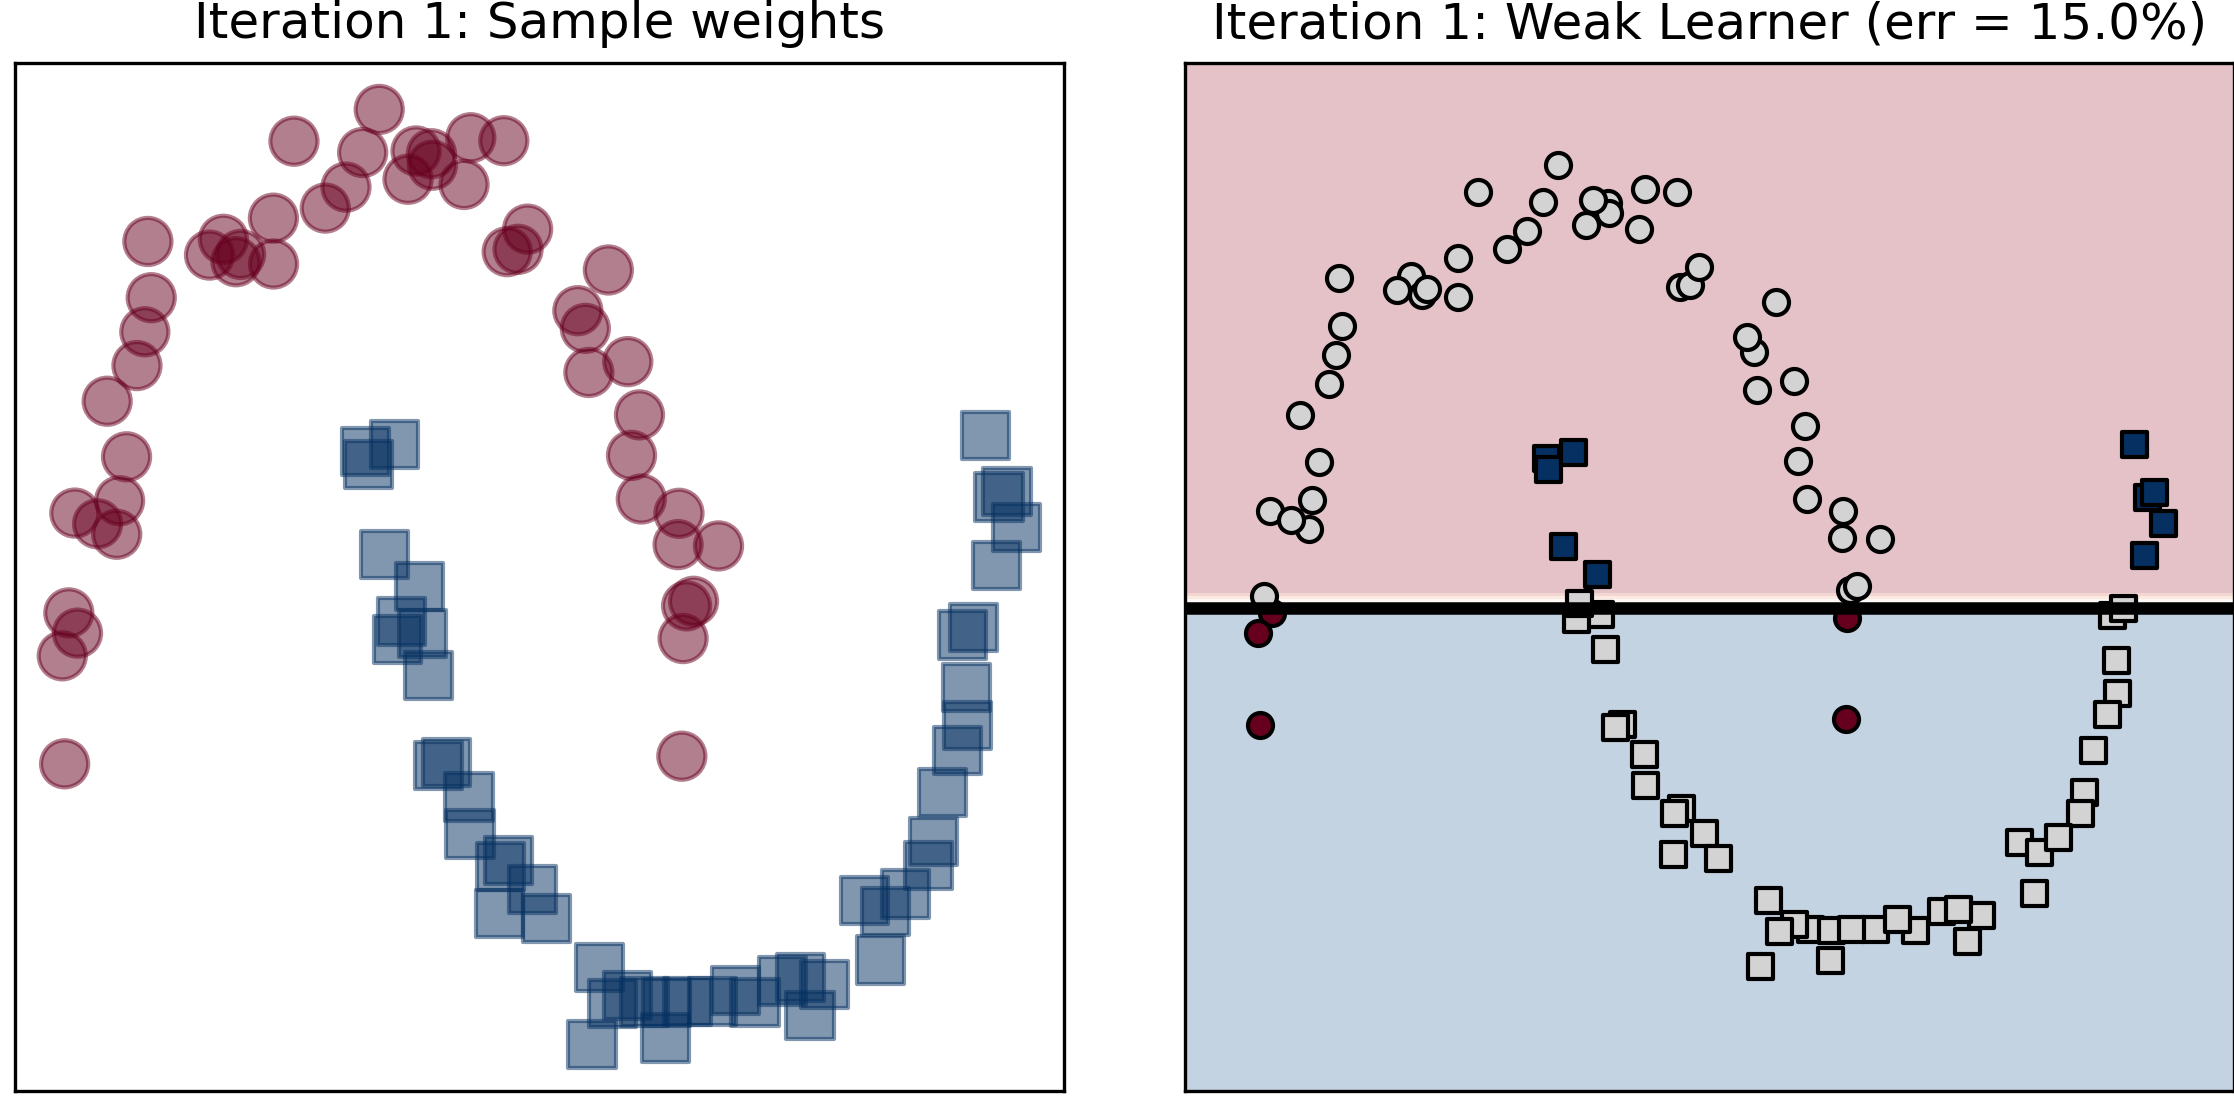 Iteration 1: Sample weights
Iteration 1: Weak Learner (err = 15.0%)